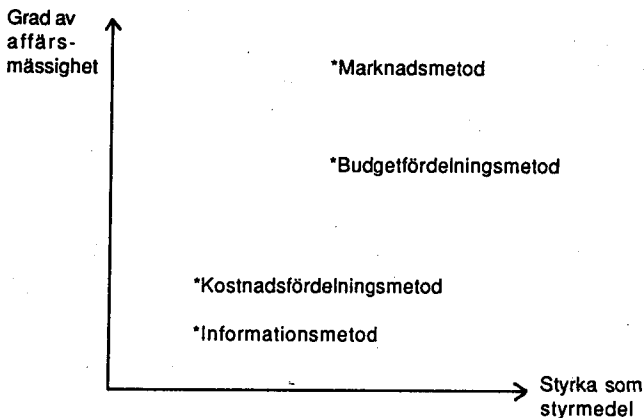 Grad av
affärs-
mässighet
*Marknadsmetod
*Budgetfördelningsmetod
*Kostnadsfördelningsmetod
*Informationsmetod
Styrka som
styrmedel